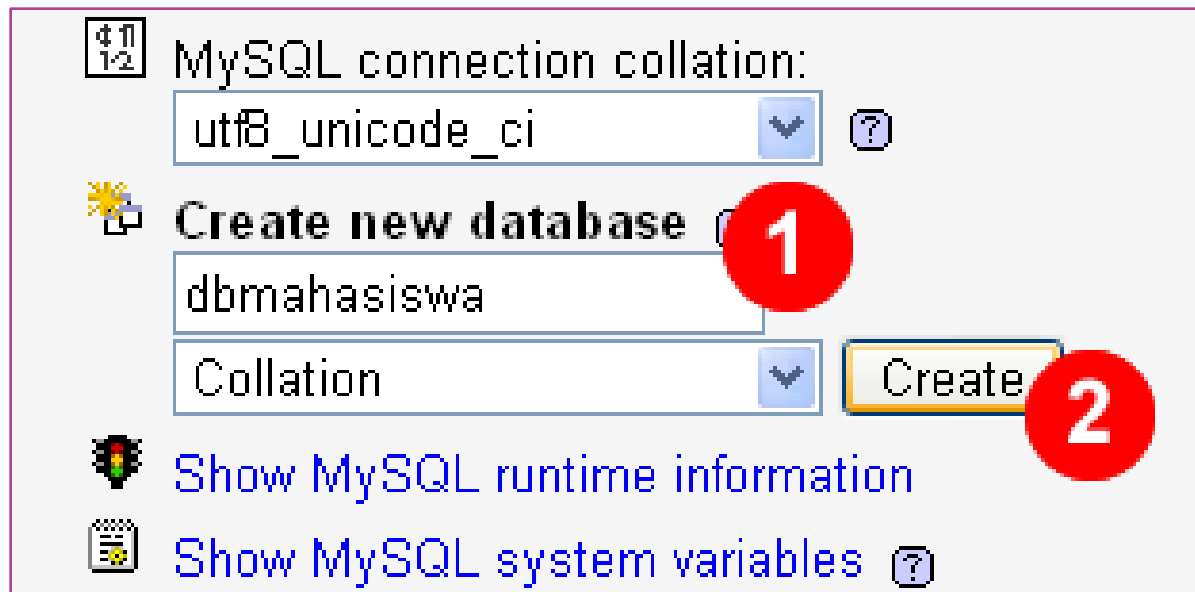 MySQL connection collation:
utf8_unicode_ci
Create new database
1
dbmahasiswa
Collation
Create
2
Show MySQL runtime information
Show MySQL system variables